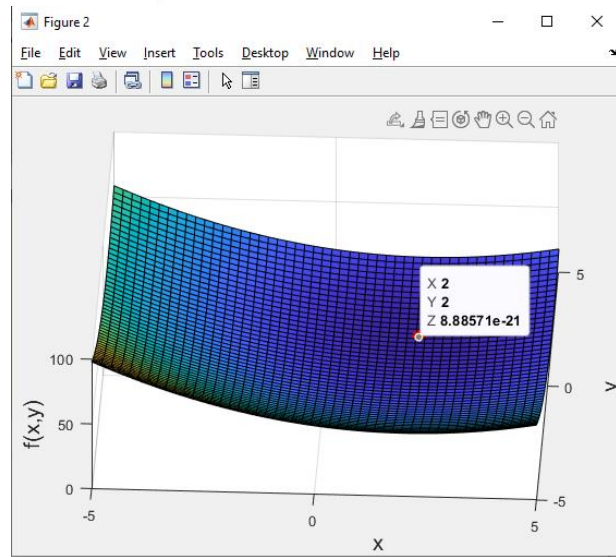 Figure 2
File Edit View Insert Tools Desktop Window Help
X 2
Y 2
Z 8.88571e-21
5
0
-5
y
100
50
0
f(x,y)
-5
0
5
x